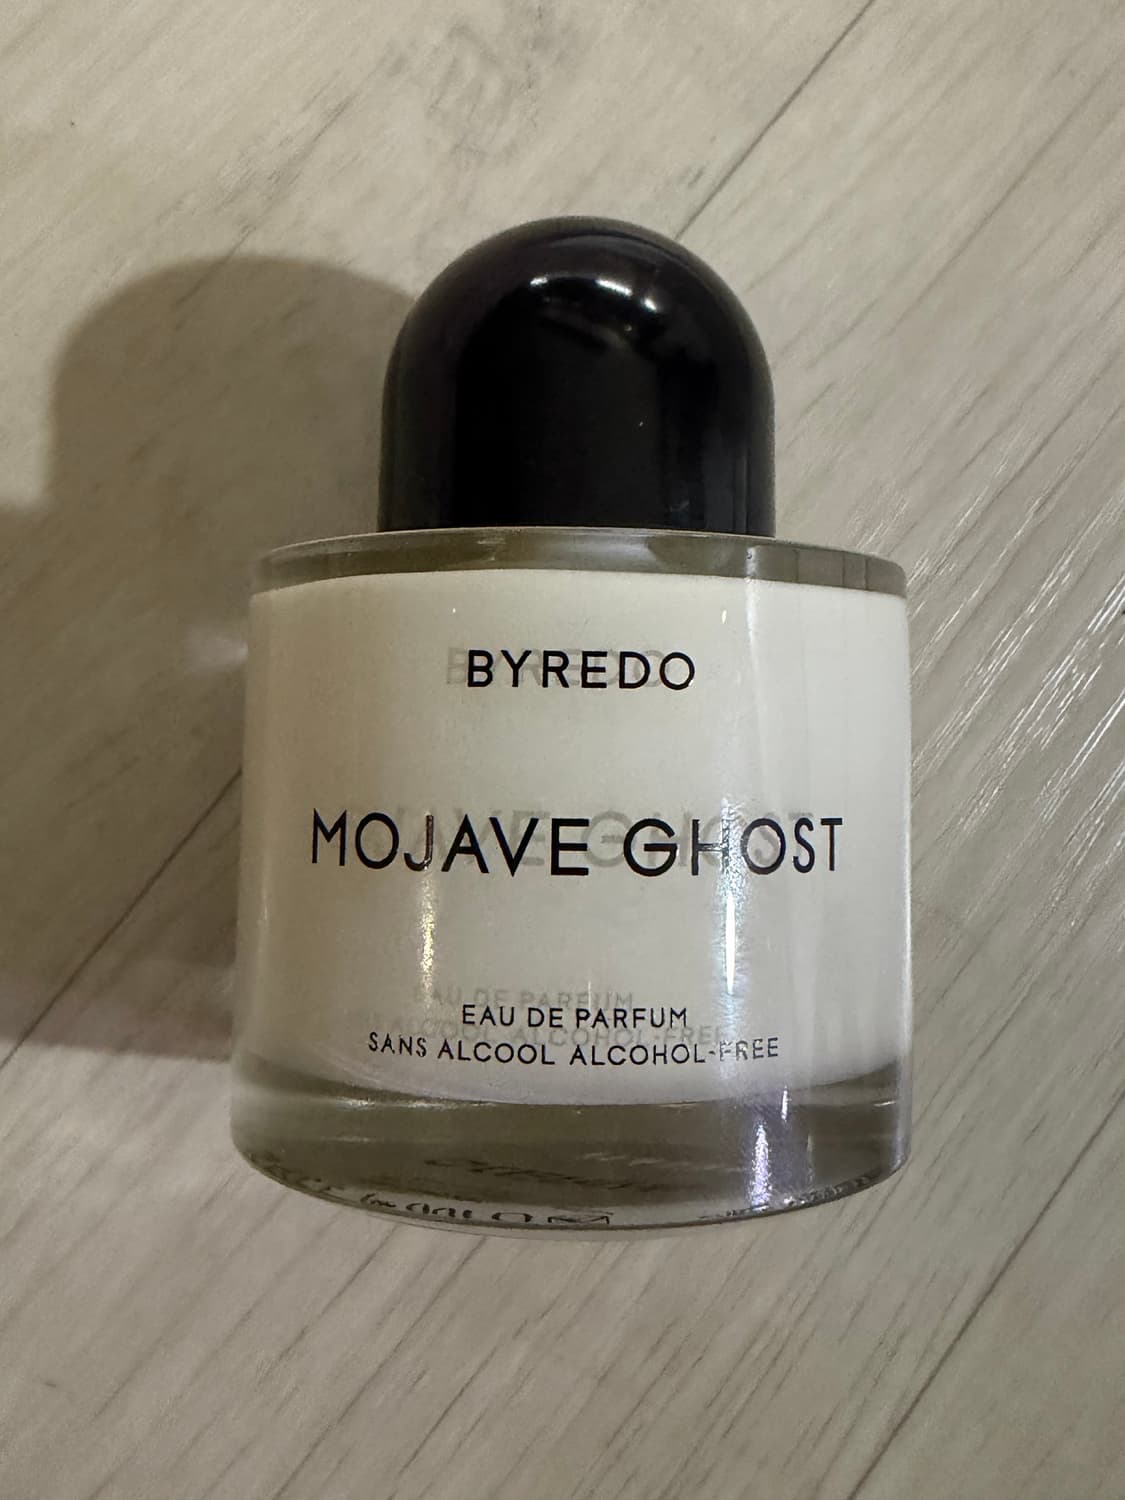 BYREDO
MOJAVE GHOST
EAU DE PARFUM
SANS ALCOOL ALCOHOL-FREE